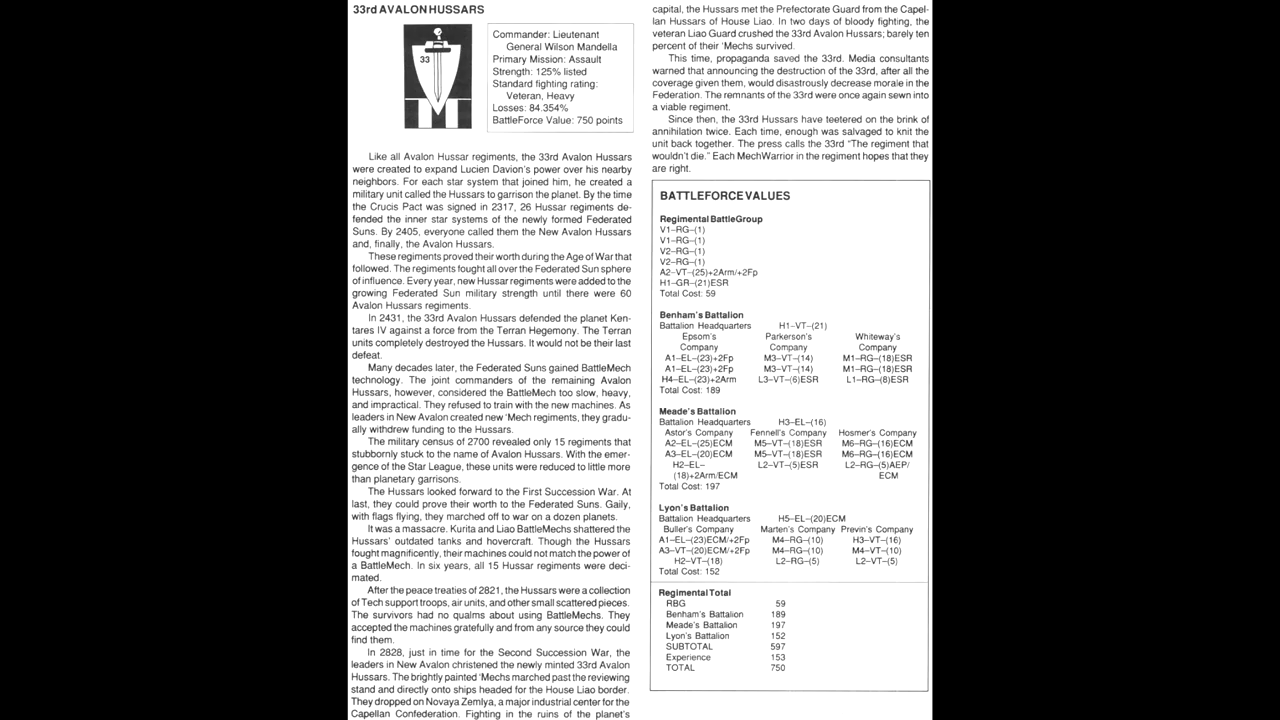 33rd AVALON HUSSARS
33
Commander: Lieutenant
General Wilson Mandella
Primary Mission: Assault
Strength: 125% listed
Standard fighting rating:
Veteran, Heavy
Losses: 84.354%
BattleForce Value: 750 points
Like all Avalon Hussar regiments, the 33rd Avalon Hussars
were created to expand Lucien Davion's power over his nearby
neighbors. For each star system that joined him, he created a
military unit called the Hussars to garrison the planet. By the time
the Crucis Pact was signed in 2317, 26 Hussar regiments de-
fended the inner star systems of the newly formed Federated
Suns. By 2405, everyone called them the New Avalon Hussars
and, finally, the Avalon Hussars.
These regiments proved their worth during the Age of War that
followed. The regiments fought all over the Federated Sun sphere
of influence. Every year, new Hussar regiments were added to the
growing Federated Sun military strength until there were 60
Avalon Hussars regiments.
In 2431, the 33rd Avalon Hussars defended the planet Ken-
tares IV against a force from the Terran Hegemony. The Terran
units completely destroyed the Hussars. It would not be their last
defeat.
Many decades later, the Federated Suns gained BattleMech
technology. The joint commanders of the remaining Avalon
Hussars, however, considered the BattleMech too slow, heavy,
and impractical. They refused to train with the new machines. As
leaders in New Avalon created new 'Mech regiments, they gradu-
ally withdrew funding to the Hussars.
The military census of 2700 revealed only 15 regiments that
stubbornly stuck to the name of Avalon Hussars. With the emer-
gence of the Star League, these units were reduced to little more
than planetary garrisons.
The Hussars looked forward to the First Succession War. At
last, they could prove their worth to the Federated Suns. Gaily,
with flags flying, they marched off to war on a dozen planets.
It was a massacre. Kurita and Liao BattleMechs shattered the
Hussars' outdated tanks and hovercraft. Though the Hussars
fought magnificently, their machines could not match the power of
a BattleMech. In six years, all 15 Hussar regiments were deci-
mated.
After the peace treaties of 2821, the Hussars were a collection
of Tech support troops, air units, and other small scattered pieces.
The survivors had no qualms about using BattleMechs. They
accepted the machines gratefully and from any source they could
find them.
In 2828, just in time for the Second Succession War, the
leaders in New Avalon christened the newly minted 33rd Avalon
Hussars. The brightly painted 'Mechs marched past the reviewing
stand and directly onto ships headed for the House Liao border.
They dropped on Novaya Zemlya, a major industrial center for the
Capellan Confederation. Fighting in the ruins of the planet's
capital, the Hussars met the Prefectorate Guard from the Capel-
lan Hussars of House Liao. In two days of bloody fighting, the
veteran Liao Guard crushed the 33rd Avalon Hussars; barely ten
percent of their 'Mechs survived.
This time, propaganda saved the 33rd. Media consultants
warned that announcing the destruction of the 33rd, after all the
coverage given them, would disastrously decrease morale in the
Federation. The remnants of the 33rd were once again sewn into
a viable regiment.
Since then, the 33rd Hussars have teetered on the brink of
annihilation twice. Each time, enough was salvaged to knit the
unit back together. The press calls the 33rd "The regiment that
wouldn't die." Each MechWarrior in the regiment hopes that they
are right.
BATTLEFORCE VALUES
Regimental BattleGroup
V1–RG–(1)
V1–RG–(1)
V2–RG–(1)
V2–RG–(1)
A2–VT–(25)+2Arm/+2Fp
H1–GR–(21)ESR
Total Cost: 59
Benham's Battalion
Battalion Headquarters H1–VT–(21)
Epsom's Parkerson's Whiteway's
Company Company Company
A1–EL–(23)+2Fp M3–VT–(14) M1–RG–(18)ESR
A1–EL–(23)+2Fp M3–VT–(14) M1–RG–(18)ESR
H4–EL–(23)+2Arm L3–VT–(6)ESR L1–RG–(8)ESR
Total Cost: 189
Meade's Battalion
Battalion Headquarters H3–EL–(16)
Astor's Company Fennell's Company Hosmer's Company
A2–EL–(25)ECM M5–VT–(18)ESR M6–RG–(16)ECM
A3–EL–(20)ECM M5–VT–(18)ESR M6–RG–(16)ECM
H2–EL– L2–VT–(5)ESR L2–RG–(5)AEP/
(18)+2Arm/ECM ECM
Total Cost: 197
Lyon's Battalion
Battalion Headquarters H5–EL–(20)ECM
Buller's Company Marten's Company Previn's Company
A1–EL–(23)ECM/+2Fp M4–RG–(10) H3–VT–(16)
A3–VT–(20)ECM/+2Fp M4–RG–(10) M4–VT–(10)
H2–VT–(18) L2–RG–(5) L2–VT–(5)
Total Cost: 152
Regimental Total
RBG 59
Benham's Battalion 189
Meade's Battalion 197
Lyon's Battalion 152
SUBTOTAL 597
Experience 153
TOTAL 750